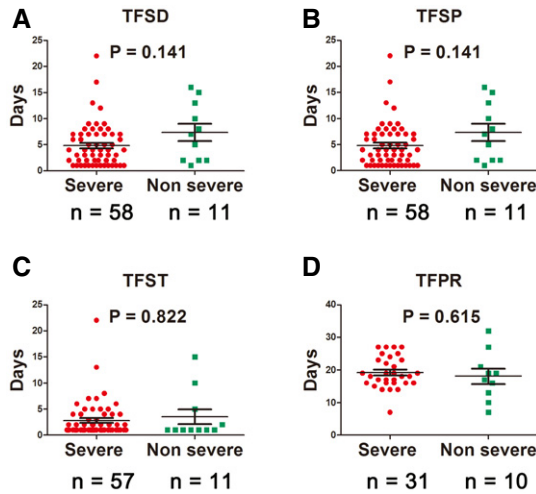 A
TFSD
25
20
15
10
5
0
Days
P = 0.141
Severe
Non severe
n = 58
n = 11
B
TFSP
25
20
15
10
5
0
P = 0.141
Severe
Non severe
n = 58
n = 11
C
TFST
25
20
15
10
5
0
Days
P = 0.822
Severe
Non severe
n = 57
n = 11
D
TFPR
40
30
20
10
0
P = 0.615
Severe
Non severe
n = 31
n = 10